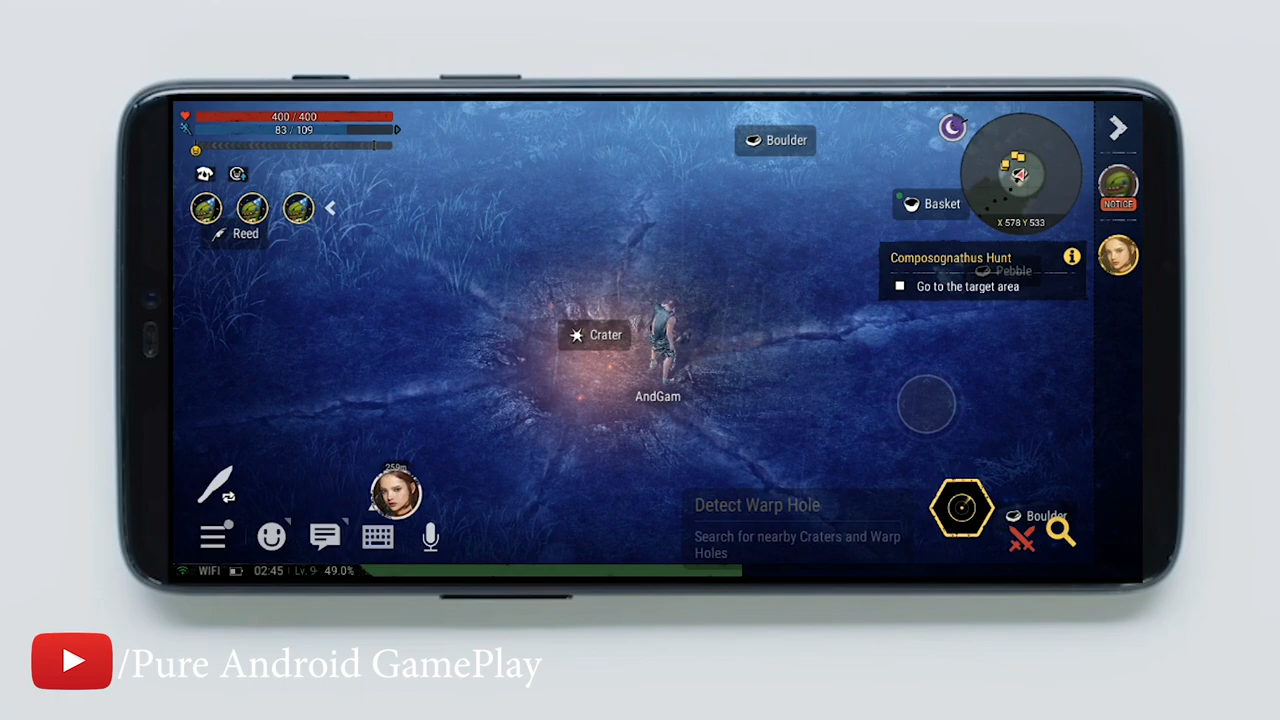 400 / 400
83 / 109
Boulder
Basket
X 578 Y 533
NOTICE
Reed
Composognathus Hunt
Pebble
Go to the target area
Crater
AndGam
259m
Detect Warp Hole
Search for nearby Craters and Warp
Holes
Boulder
WIFI 02:45 Lv. 9 49.0%
/Pure Android GamePlay